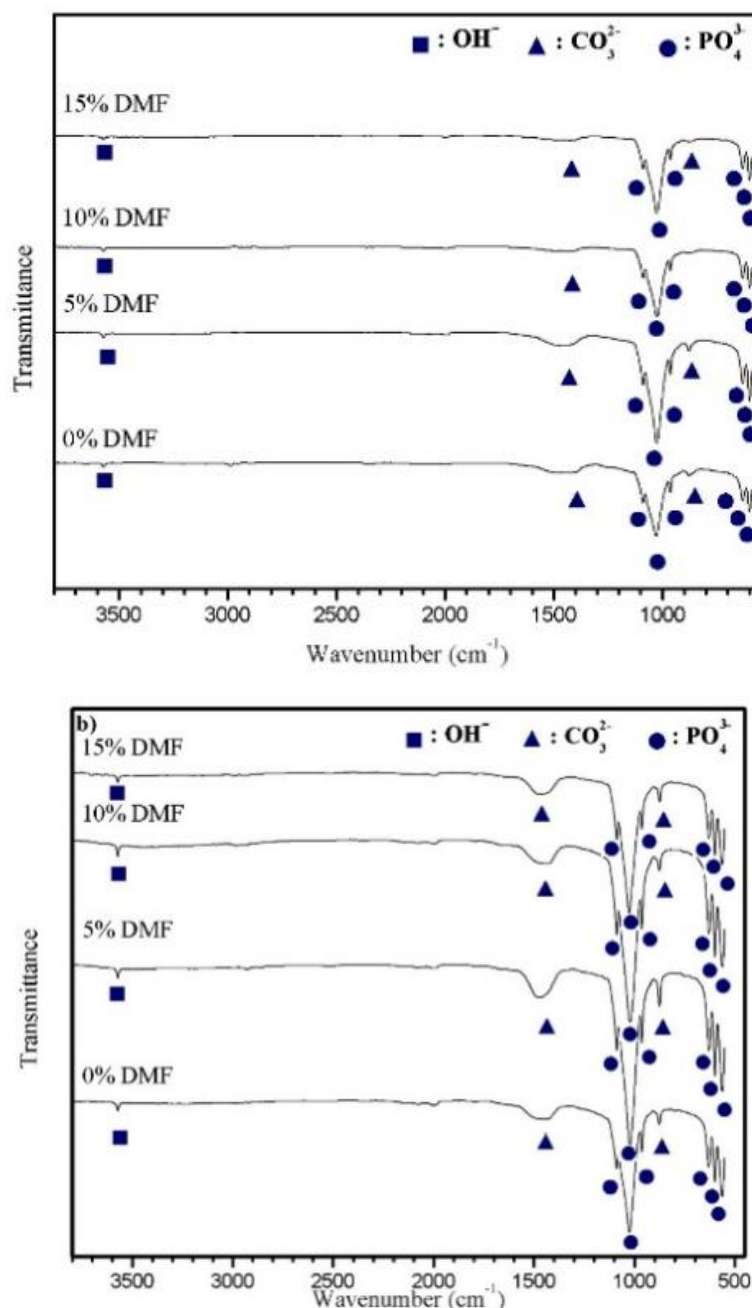 ■ : OH⁻ ▲ : CO₃²⁻ ● : PO₄³⁻
15% DMF
10% DMF
5% DMF
0% DMF
Transmittance
3500 3000 2500 2000 1500 1000
Wavenumber (cm⁻¹)
b) ■ : OH⁻ ▲ : CO₃²⁻ ● : PO₄³⁻
15% DMF
10% DMF
5% DMF
0% DMF
Transmittance
3500 3000 2500 2000 1500 1000 500
Wavenumber (cm⁻¹)